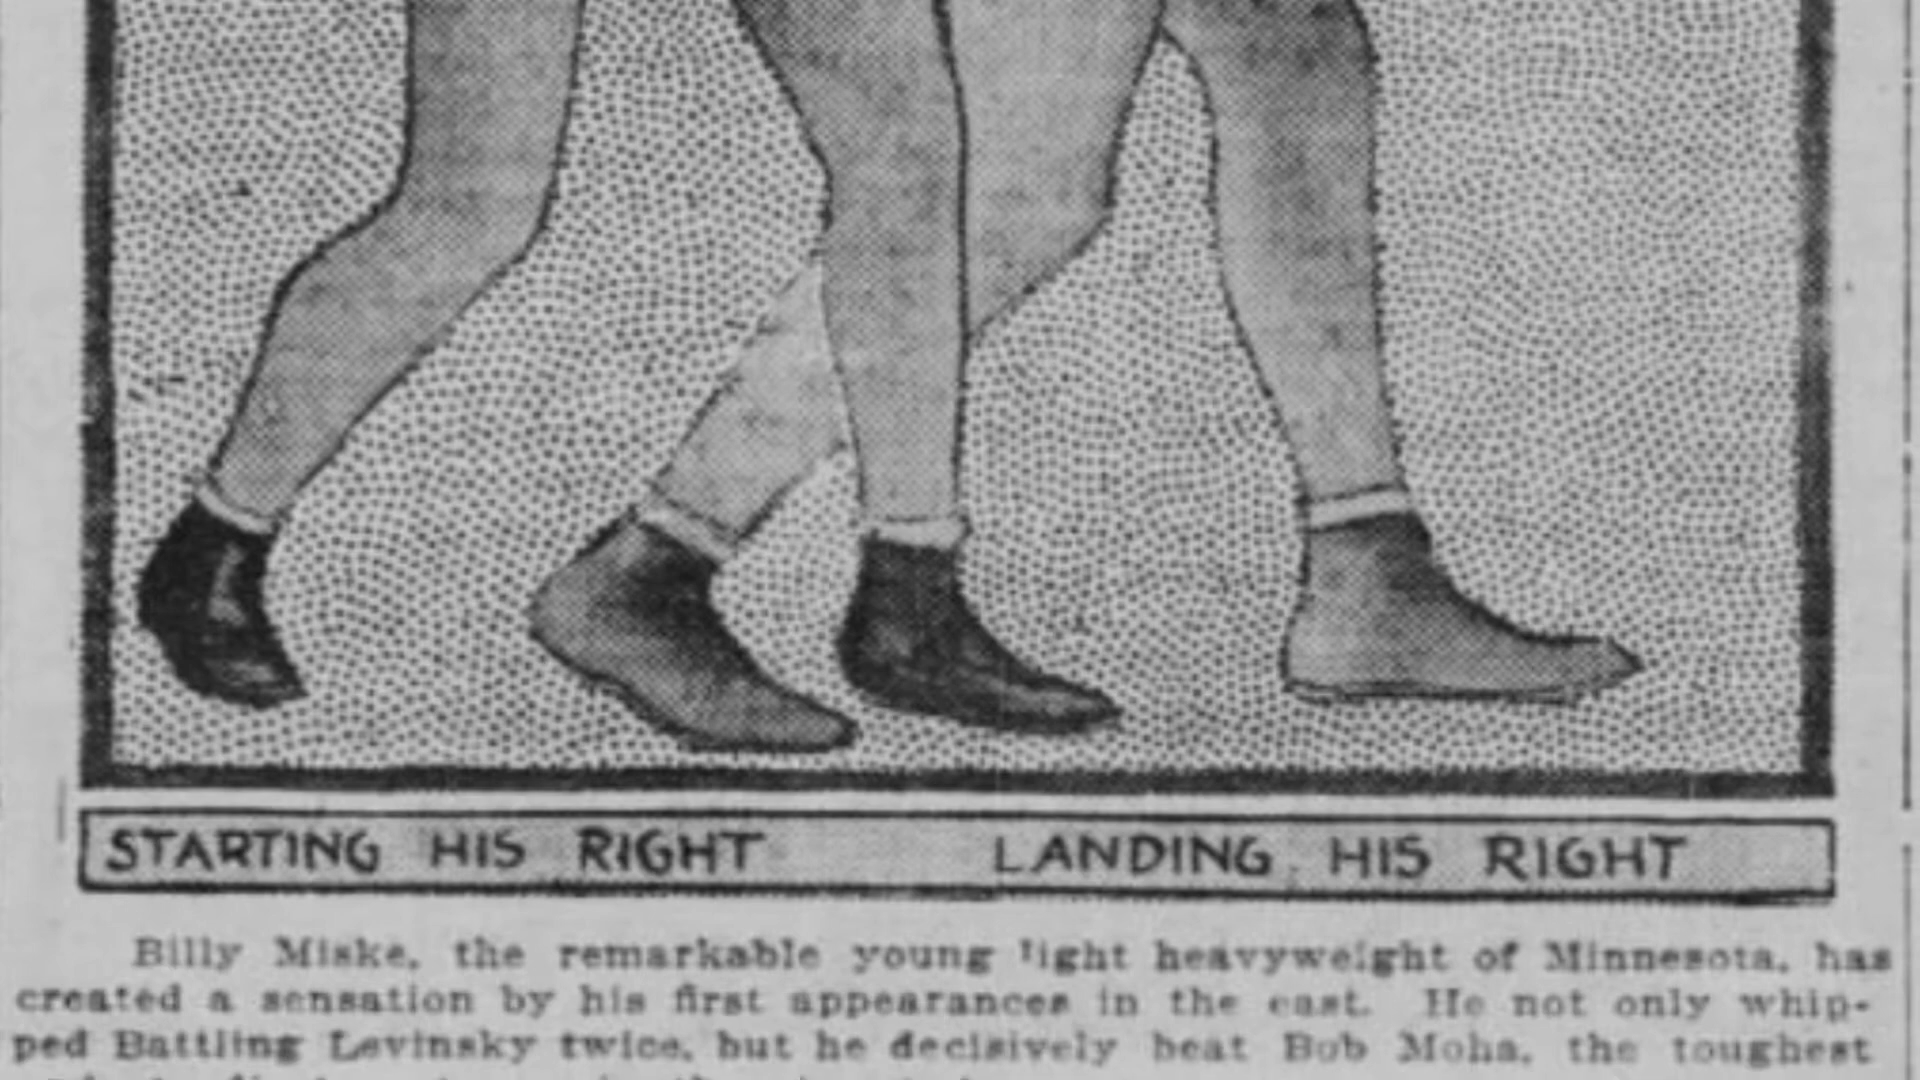 STARTING HIS RIGHT LANDING HIS RIGHT
Billy Miske, the remarkable young light heavyweight of Minnesota, has
created a sensation by his first appearances in the east. He not only whip-
ped Battling Levinsky twice, but he decisively beat Bob Moha, the toughest